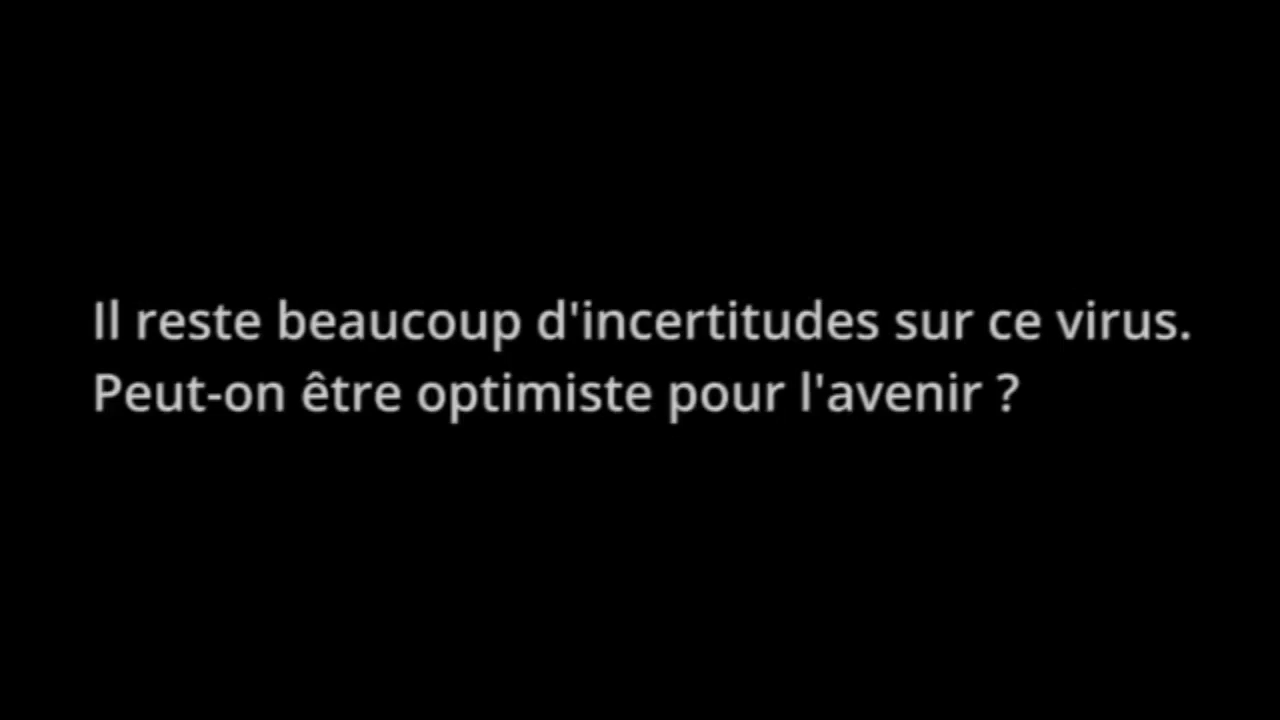 Il reste beaucoup d'incertitudes sur ce virus.
Peut-on être optimiste pour l'avenir ?